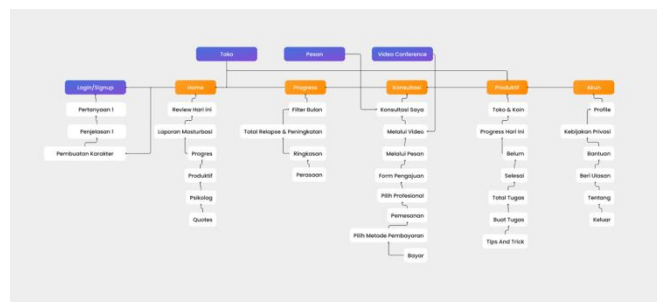 Toko
Pesan
Video Conference
Login/Signup
Home
Progress
Konsultasi
Produktif
Akun
Pertanyaan 1
Penjelasan 1
Pembuatan Karakter
Review Hari Ini
Laporan Masturbasi
Progres
Produktif
Psikolog
Quotes
Filter Bulan
Total Relapse & Peningkatan
Ringkasan
Perasaan
Konsultasi Saya
Melalui Video
Melalui Pesan
Form Pengajuan
Pilih Profesional
Pemesanan
Pilih Metode Pembayaran
Bayar
Toko & Koin
Progress Hari Ini
Belum
Selesai
Total Tugas
Buat Tugas
Tips And Trick
Profile
Kebijakan Privasi
Bantuan
Beri Ulasan
Tentang
Keluar